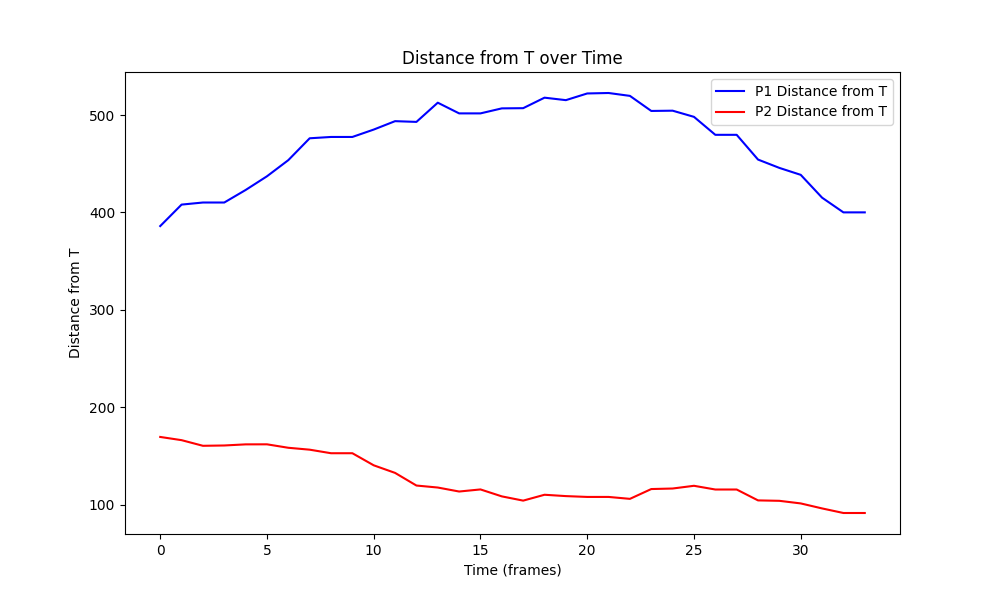 Distance from T over Time
P1 Distance from T
P2 Distance from T
Distance from T
500
400
300
200
100
0 5 10 15 20 25 30
Time (frames)